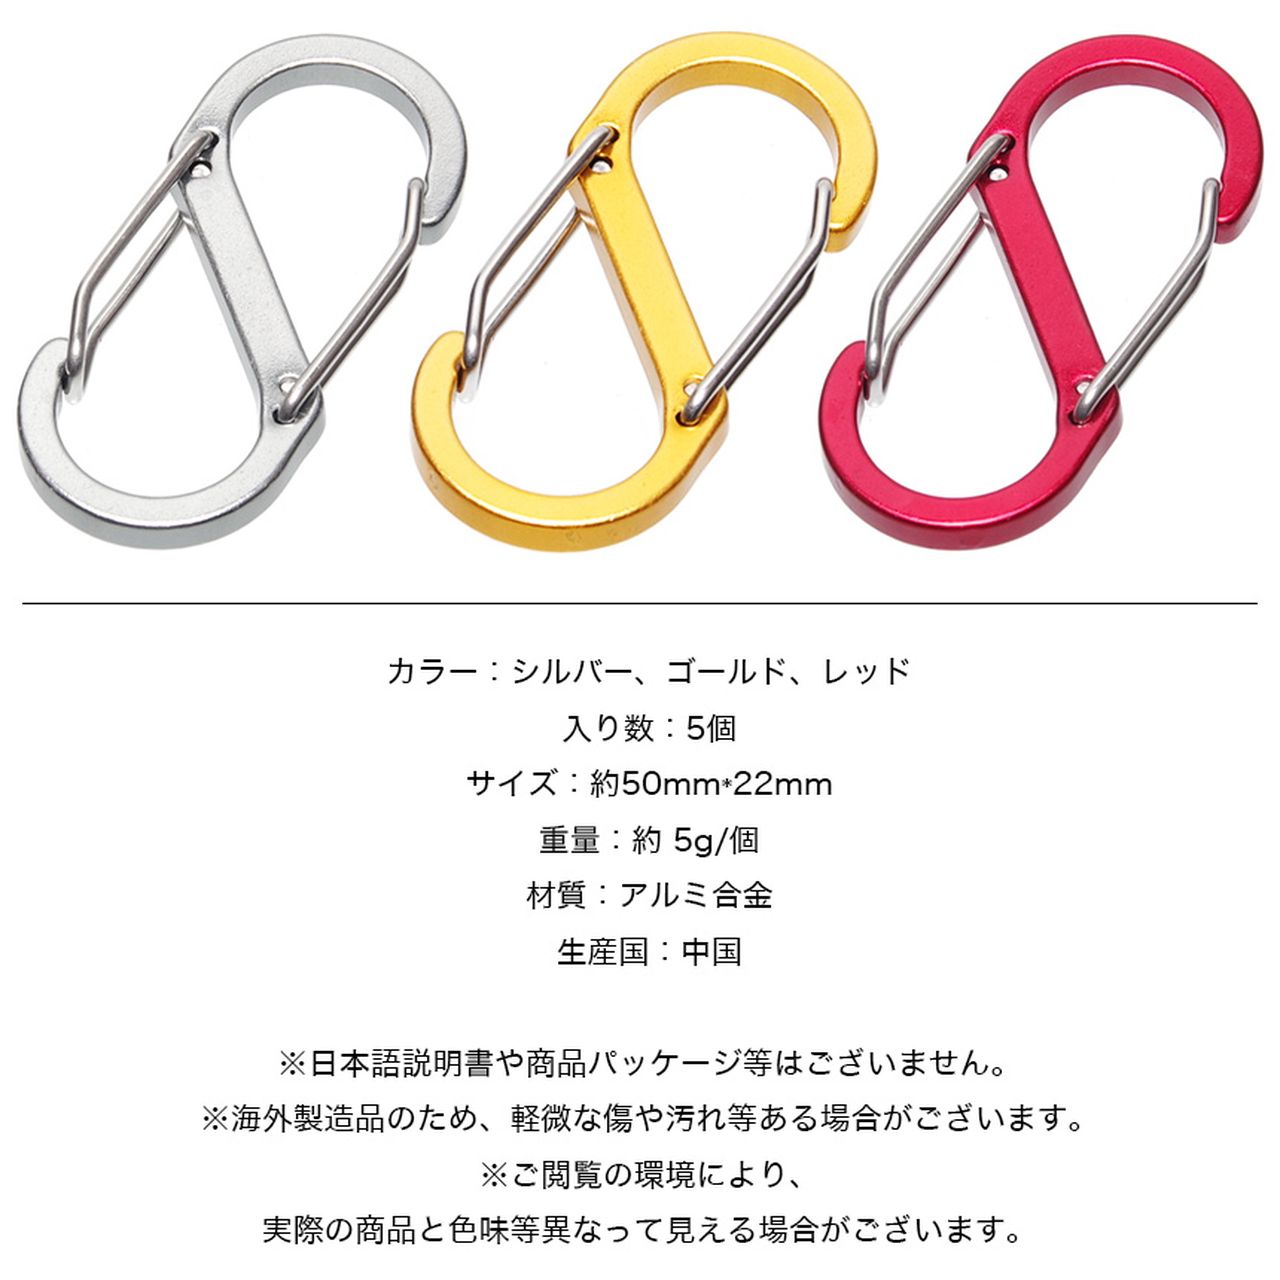 カラー：シルバー、ゴールド、レッド
入り数：5個
サイズ：約50mm*22mm
重量：約 5g/個
材質：アルミ合金
生産国：中国
※日本語説明書や商品パッケージ等はございません。
※海外製造品のため、軽微な傷や汚れ等ある場合がございます。
※ご閲覧の環境により、
実際の商品と色味等異なって見える場合がございます。